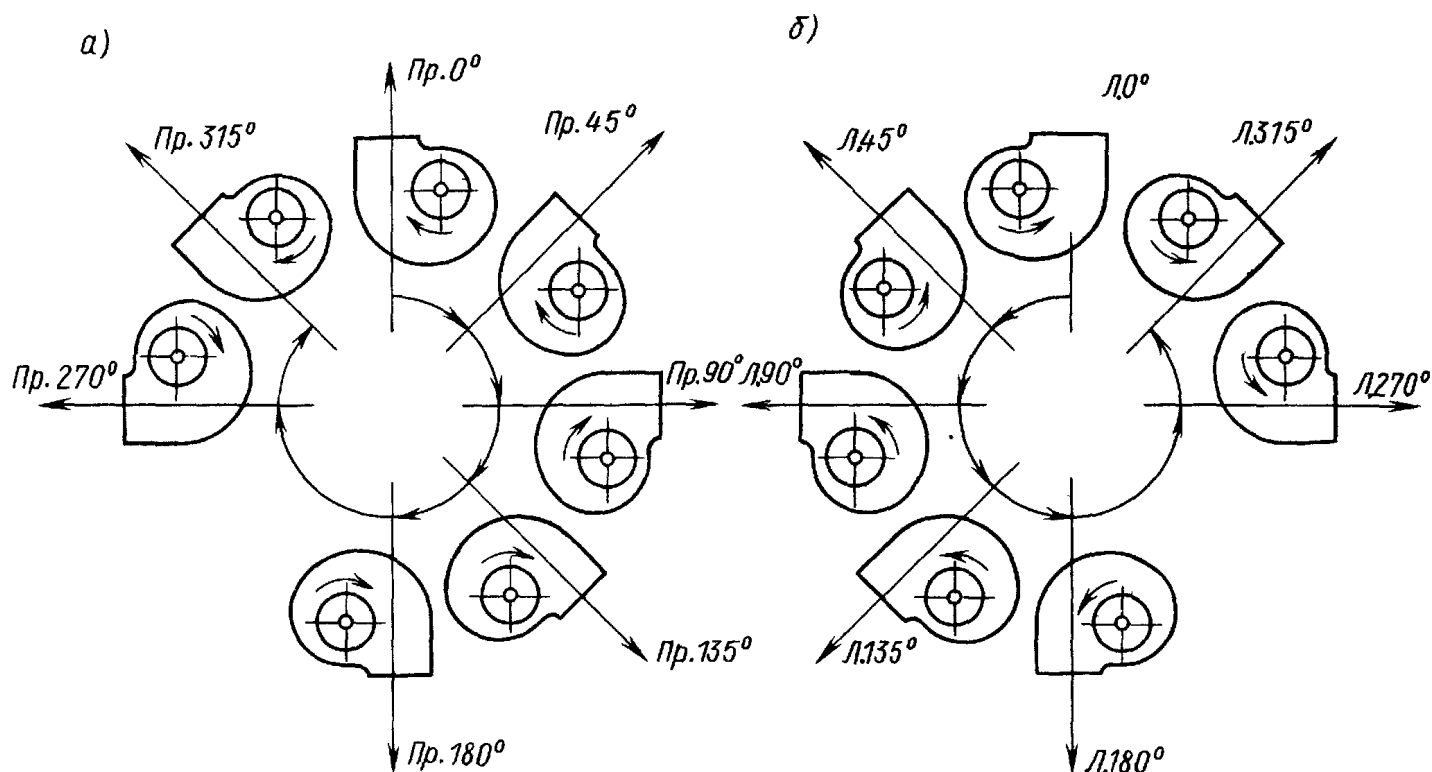 а)
б)
Пр. 0°
Л.0°
Пр. 315°
Пр. 45°
Л.45°
Л.315°
Пр. 270°
Пр. 90°
Л.90°
Л.270°
Пр. 135°
Л.135°
Пр. 180°
Л.180°